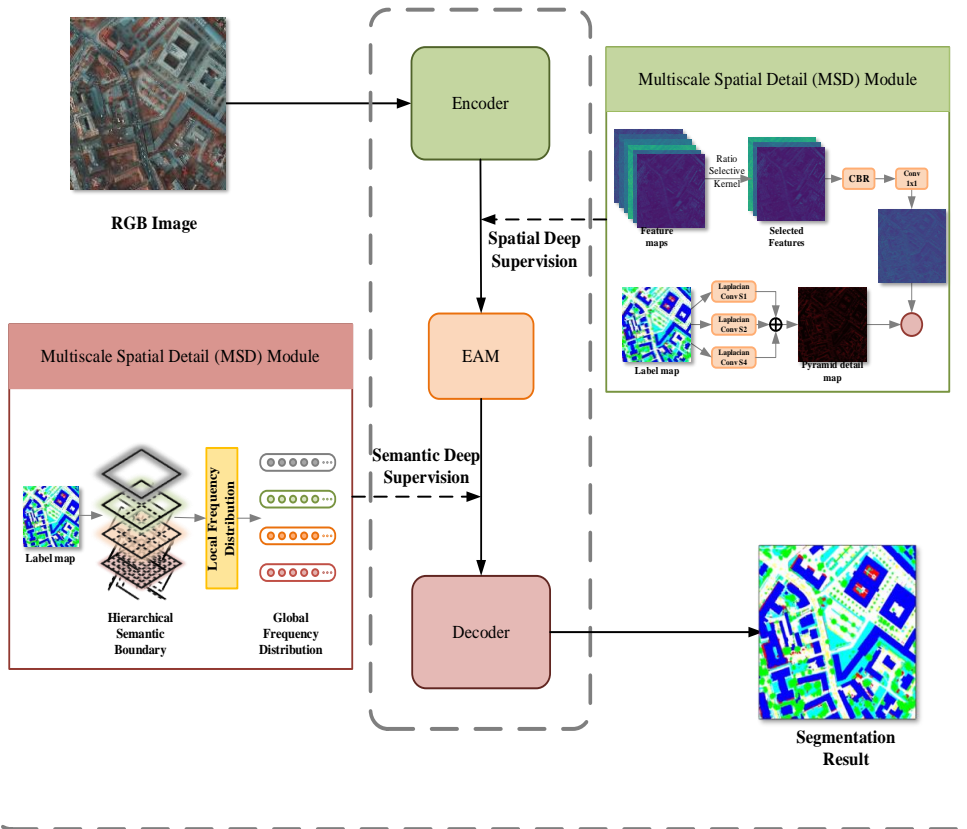 RGB Image
Encoder
Spatial Deep
Supervision
EAM
Semantic Deep
Supervision
Decoder
Segmentation
Result
Multiscale Spatial Detail (MSD) Module
Feature
maps
Ratio
Selective
Kernel
Selected
Features
CBR
Conv
1x1
Label map
Laplacian
Conv S1
Laplacian
Conv S2
Laplacian
Conv S4
Pyramid detail
map
Multiscale Spatial Detail (MSD) Module
Label map
Hierarchical
Semantic
Boundary
Local Frequency
Distribution
Global
Frequency
Distribution